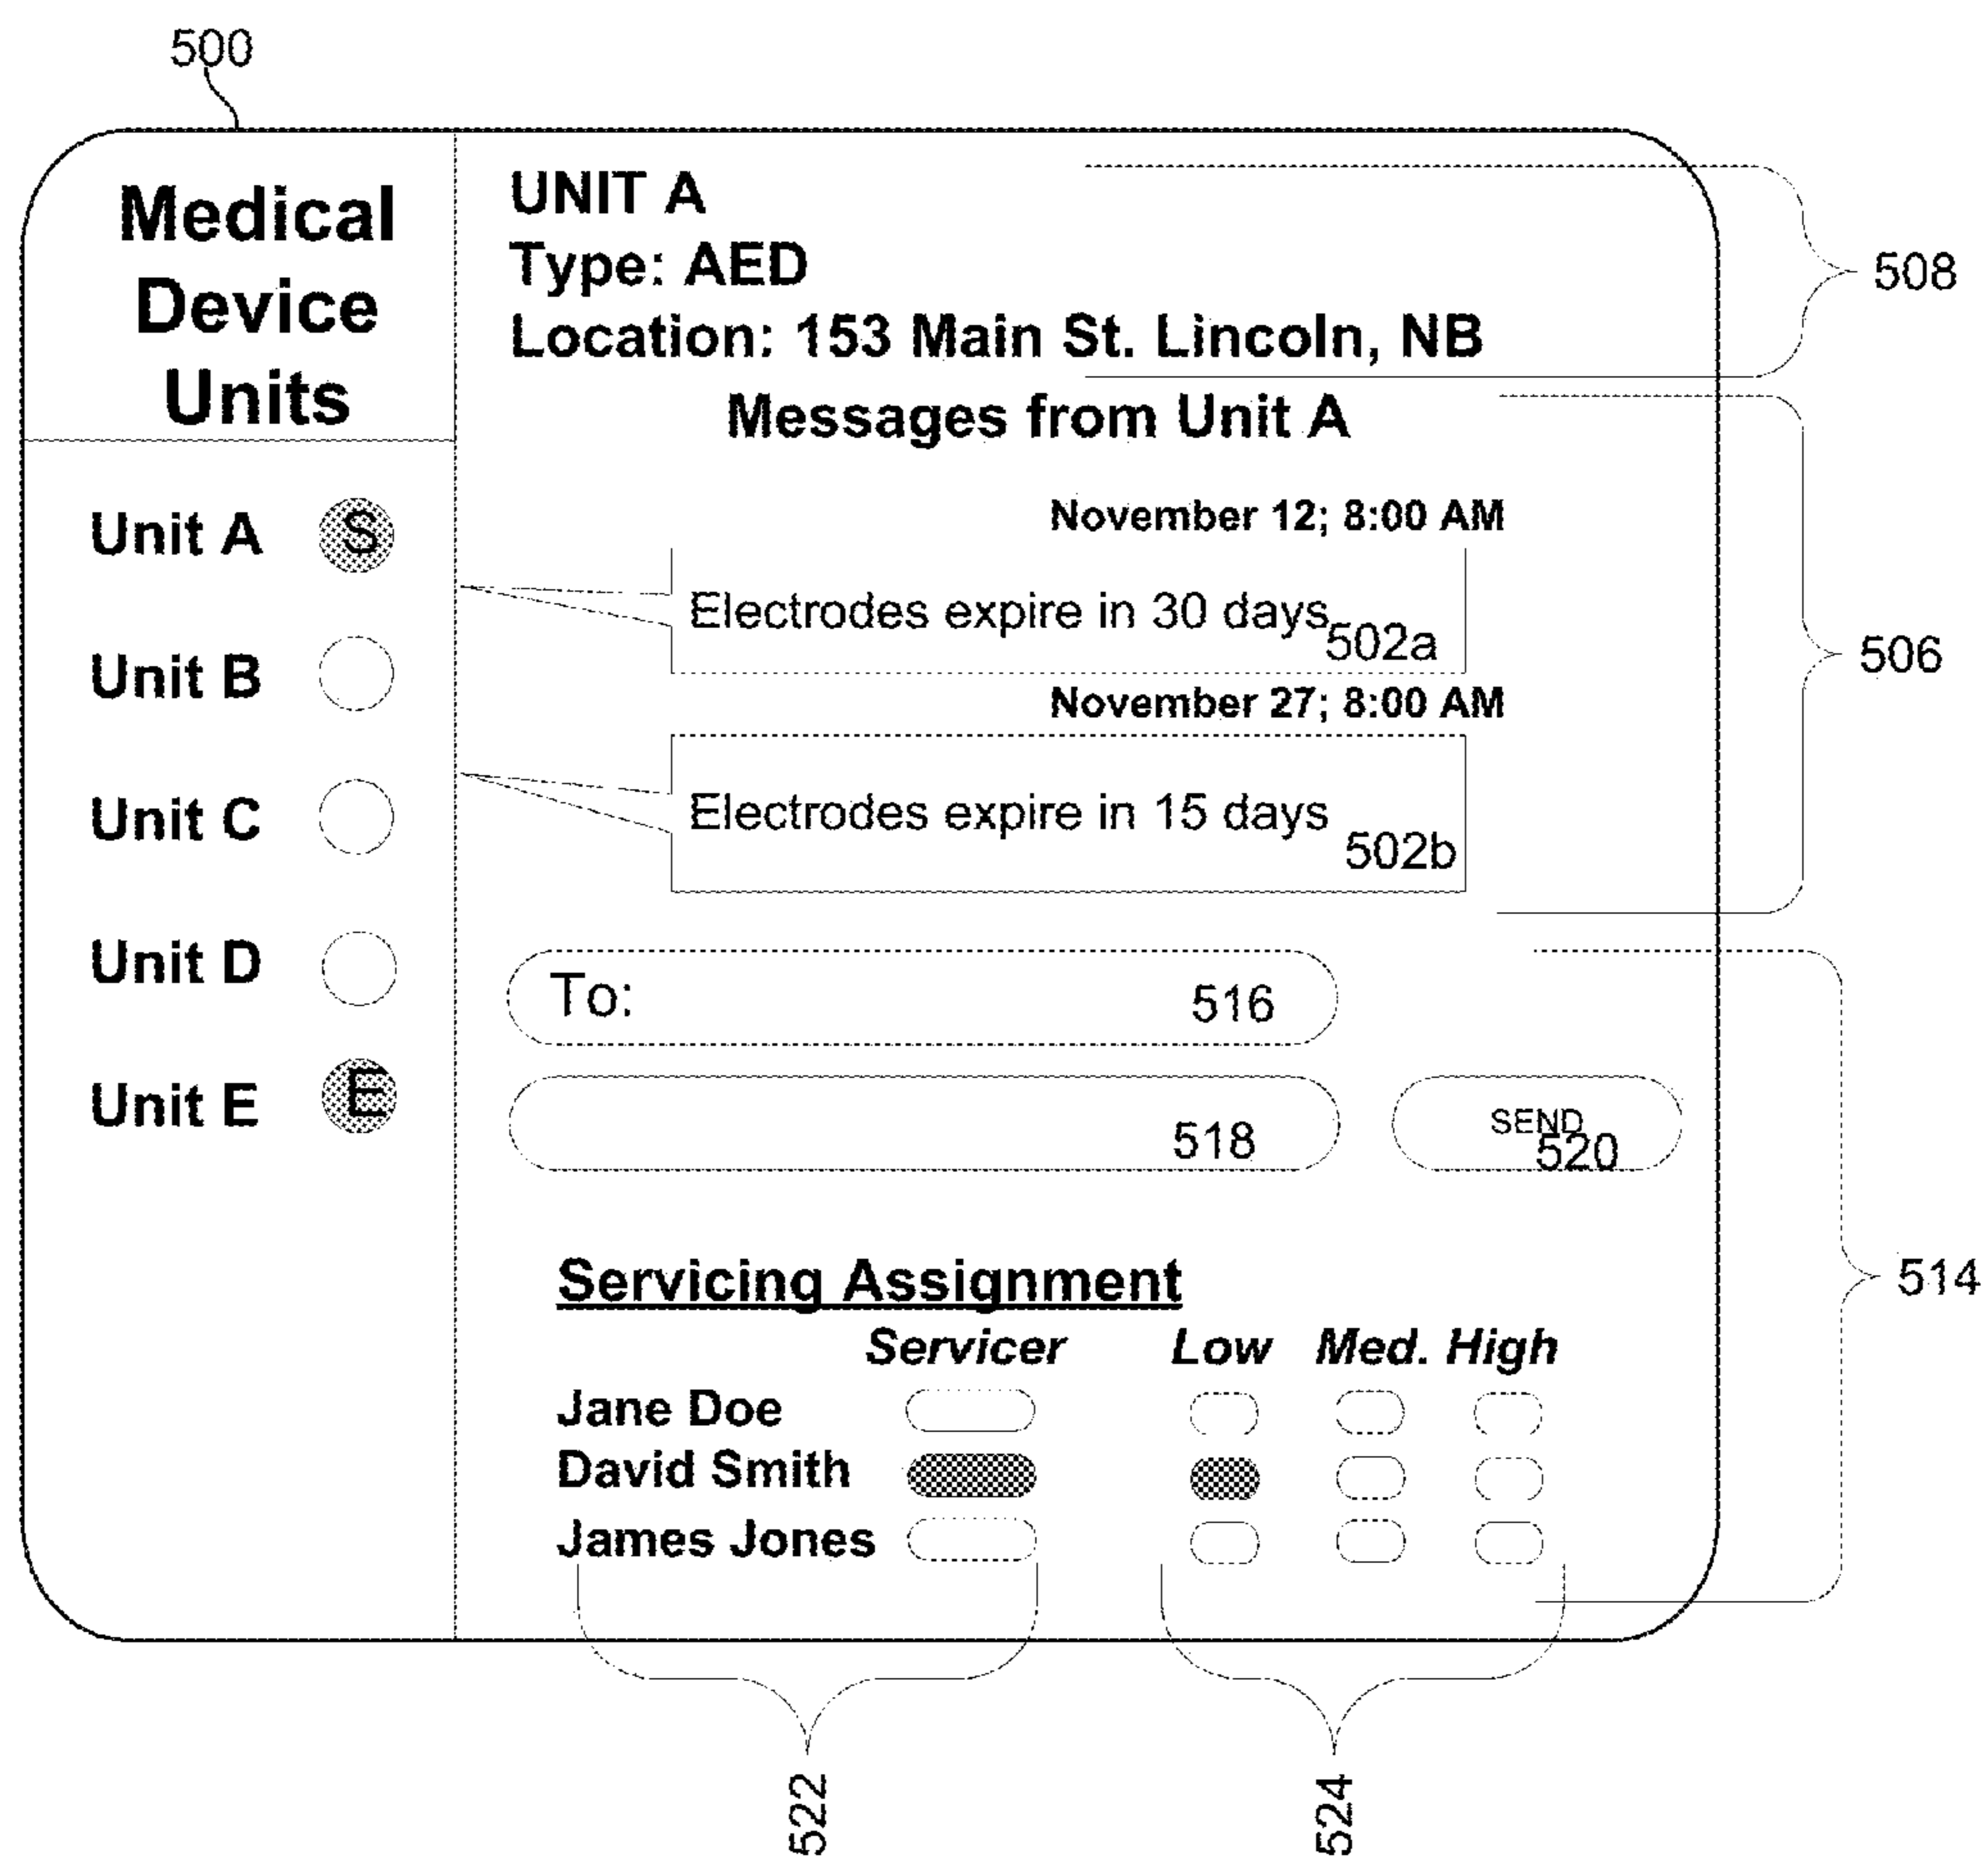 500
Medical
Device
Units
Unit A S
Unit B
Unit C
Unit D
Unit E E
UNIT A
Type: AED
Location: 153 Main St. Lincoln, NB
508
Messages from Unit A
November 12; 8:00 AM
Electrodes expire in 30 days
502a
506
November 27; 8:00 AM
Electrodes expire in 15 days
502b
To: 516
518
SEND
520
514
Servicing Assignment
Servicer Low Med. High
Jane Doe
David Smith
James Jones
522
524